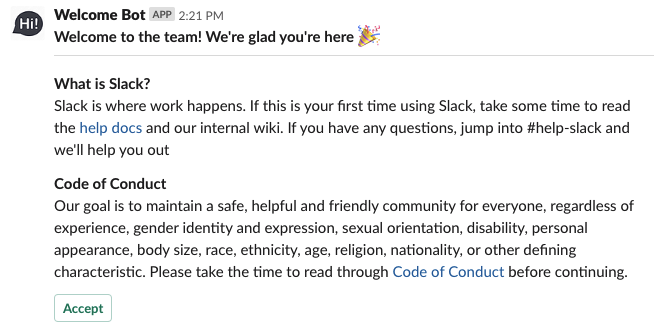 Hi!
Welcome Bot APP 2:21 PM
Welcome to the team! We're glad you're here 🎉
What is Slack?
Slack is where work happens. If this is your first time using Slack, take some time to read
the help docs and our internal wiki. If you have any questions, jump into #help-slack and
we'll help you out
Code of Conduct
Our goal is to maintain a safe, helpful and friendly community for everyone, regardless of
experience, gender identity and expression, sexual orientation, disability, personal
appearance, body size, race, ethnicity, age, religion, nationality, or other defining
characteristic. Please take the time to read through Code of Conduct before continuing.
Accept